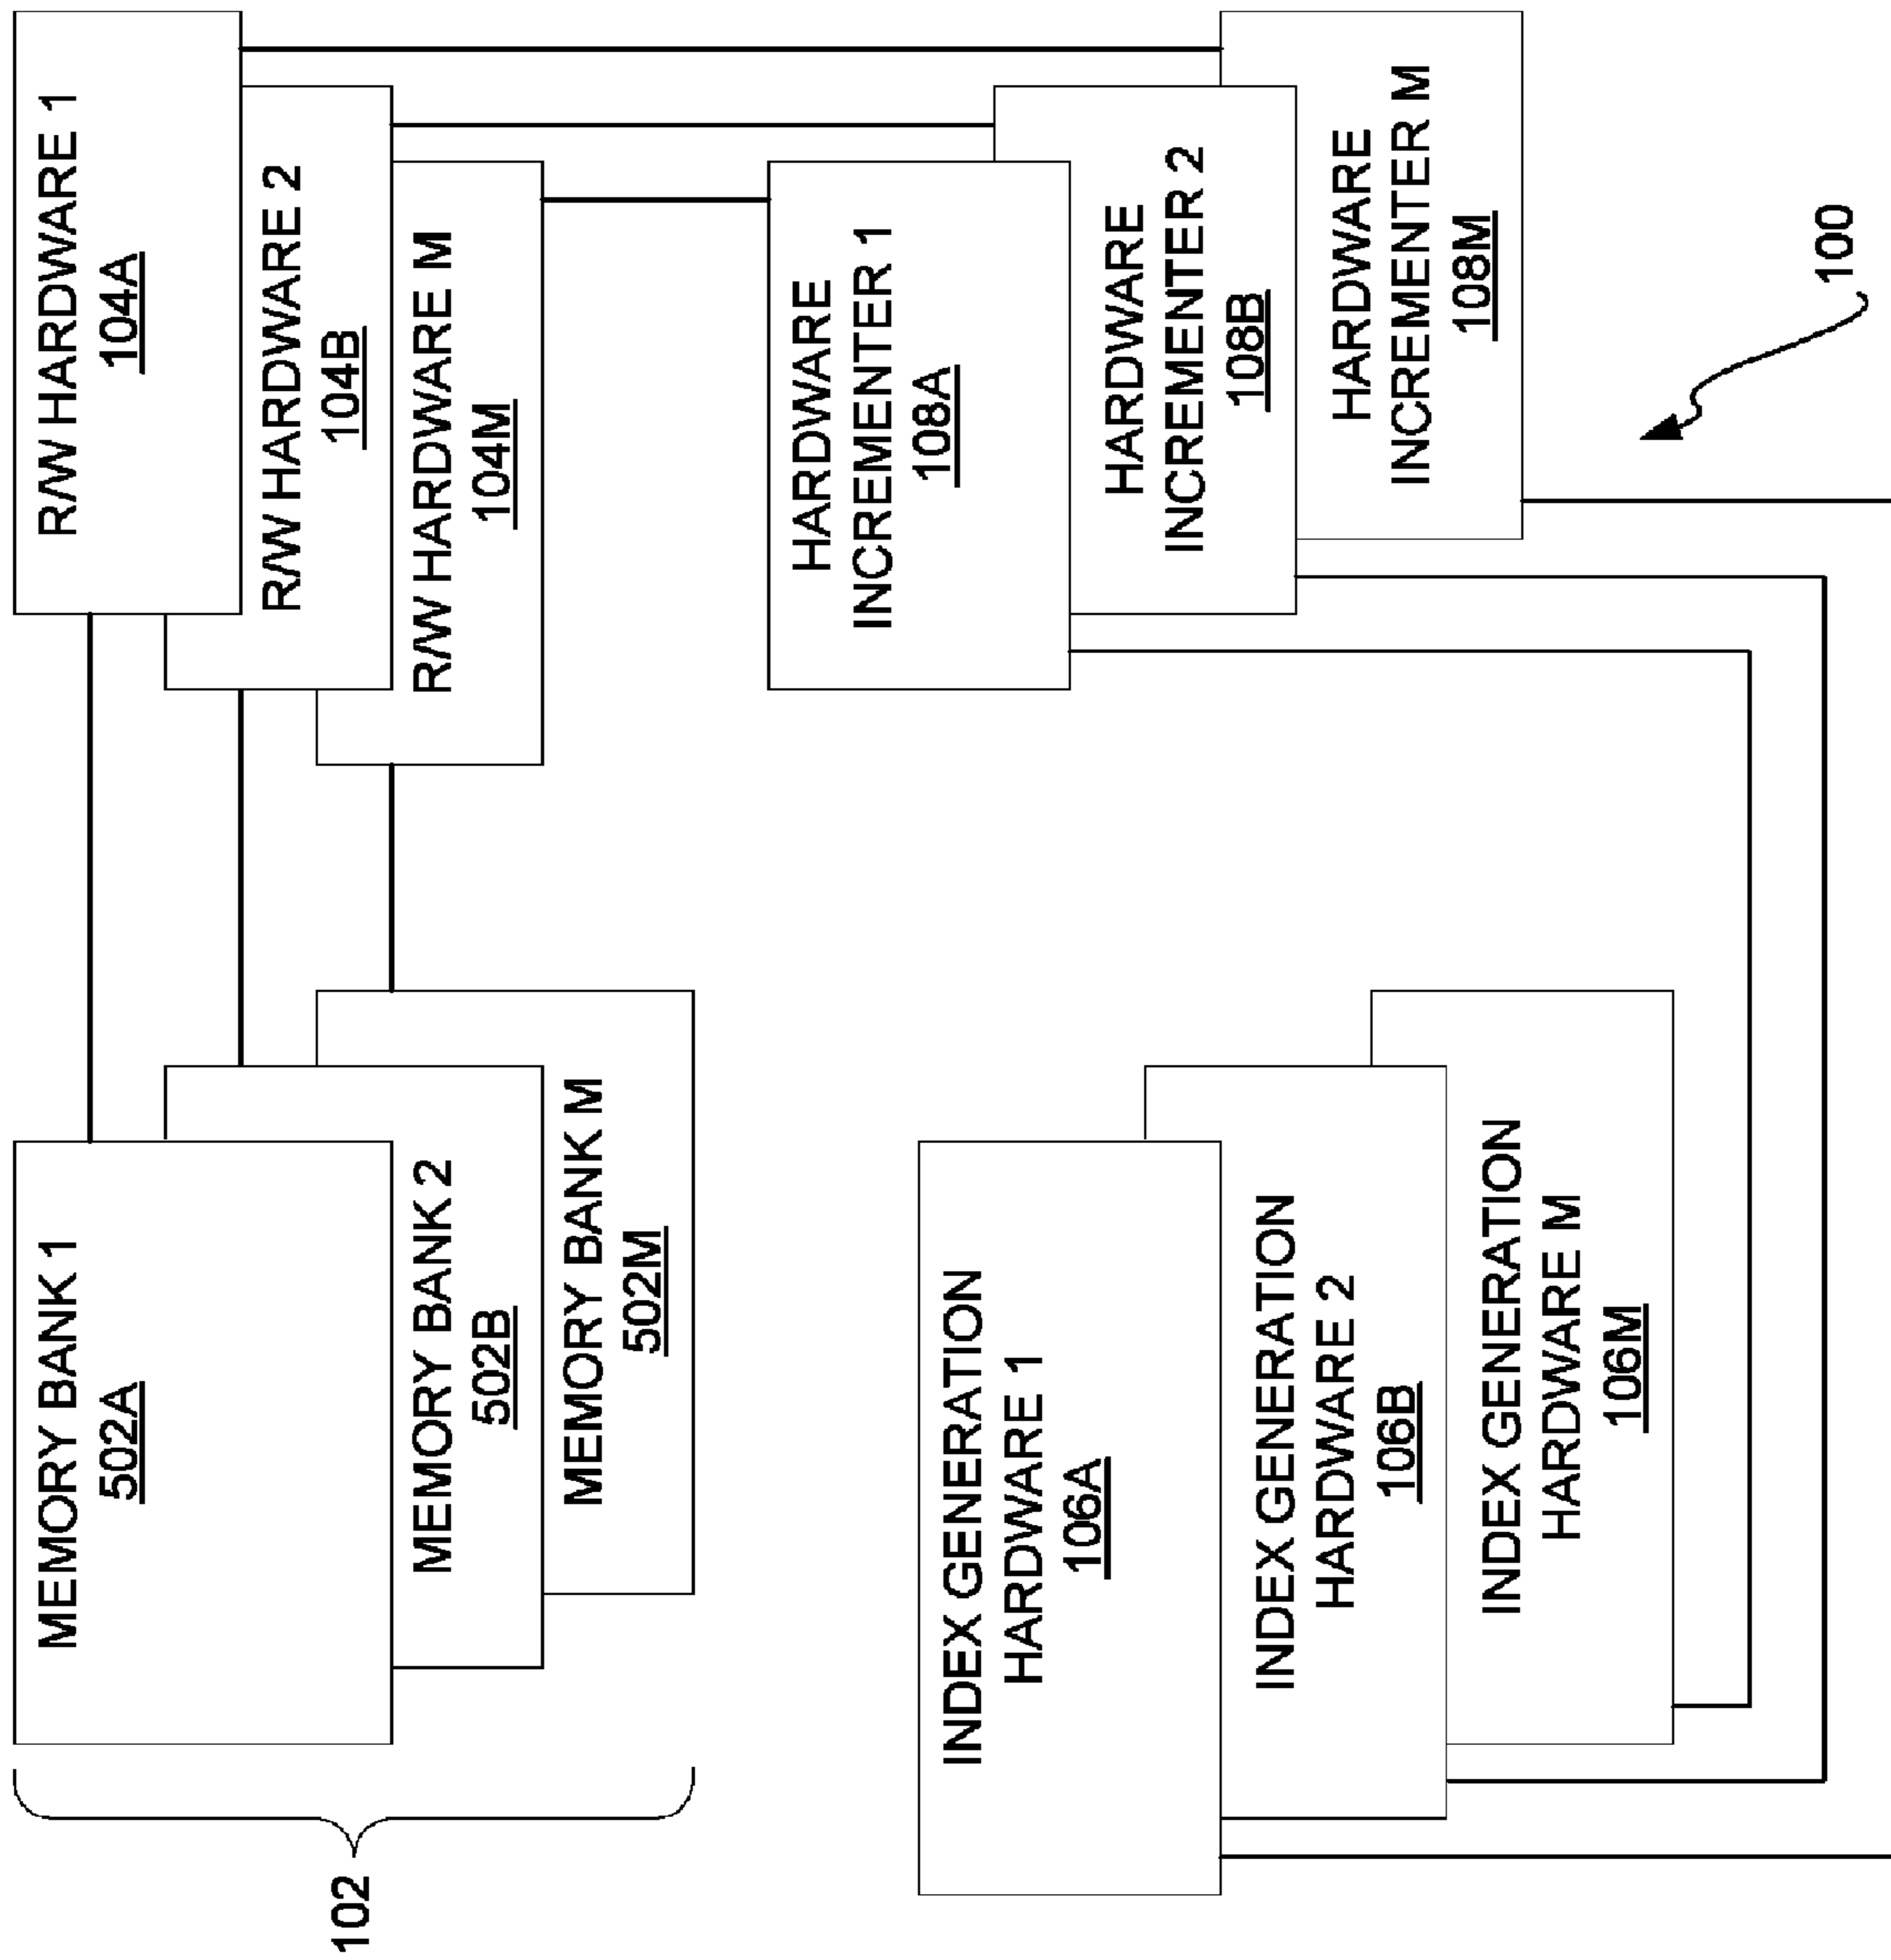 102
MEMORY BANK 1
502A
MEMORY BANK 2
502B
MEMORY BANK M
502M
R/W HARDWARE 1
104A
R/W HARDWARE 2
104B
R/W HARDWARE M
104M
INDEX GENERATION
HARDWARE 1
106A
INDEX GENERATION
HARDWARE 2
106B
INDEX GENERATION
HARDWARE M
106M
HARDWARE
INCREMENTER 1
108A
HARDWARE
INCREMENTER 2
108B
HARDWARE
INCREMENTER M
108M
100